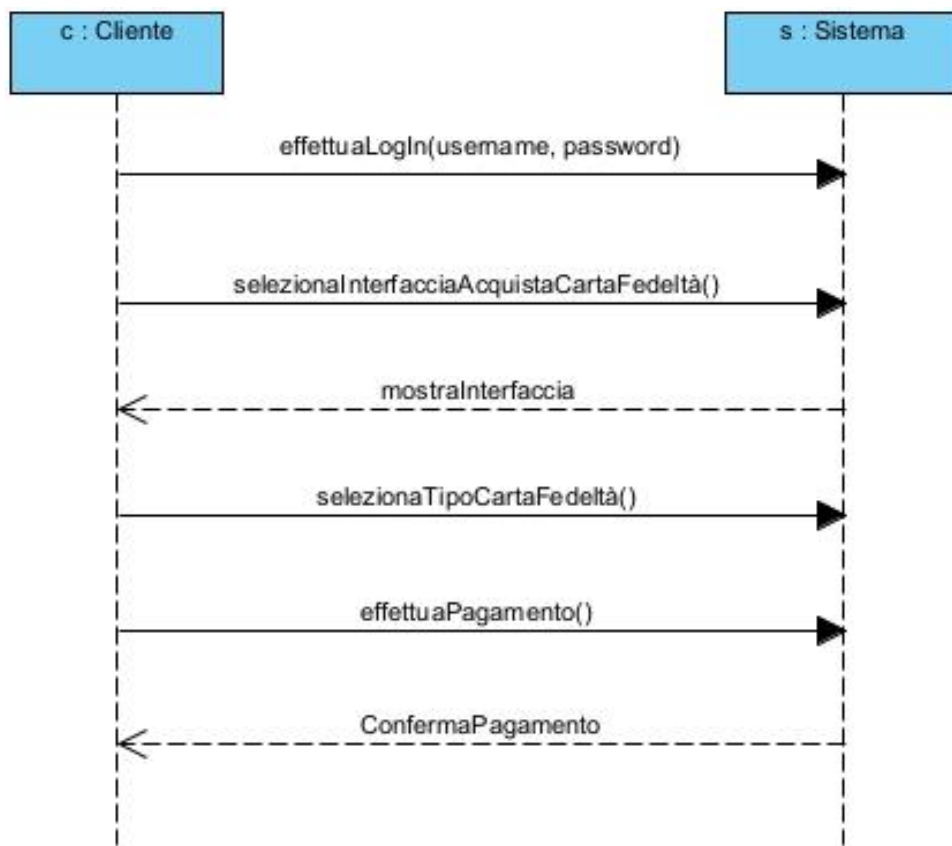 c : Cliente
s : Sistema
effettuaLogIn(username, password)
selezionaInterfacciaAcquistaCartaFedeltà()
mostraInterfaccia
selezionaTipoCartaFedeltà()
effettuaPagamento()
ConfermaPagamento